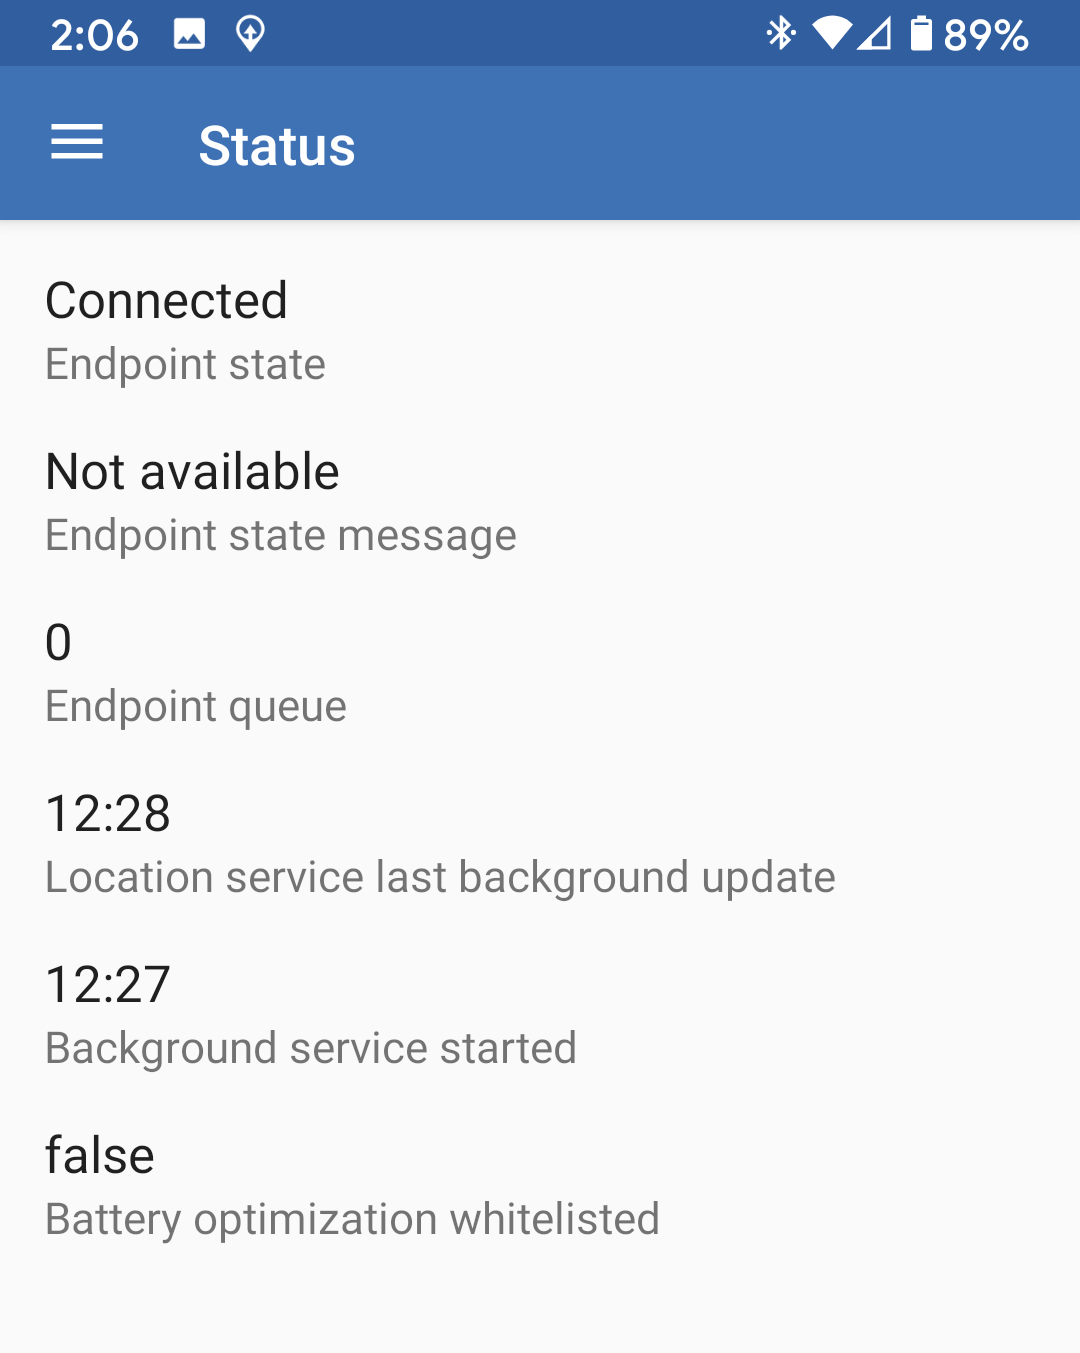 2:06 89%
Status
Connected
Endpoint state
Not available
Endpoint state message
0
Endpoint queue
12:28
Location service last background update
12:27
Background service started
false
Battery optimization whitelisted